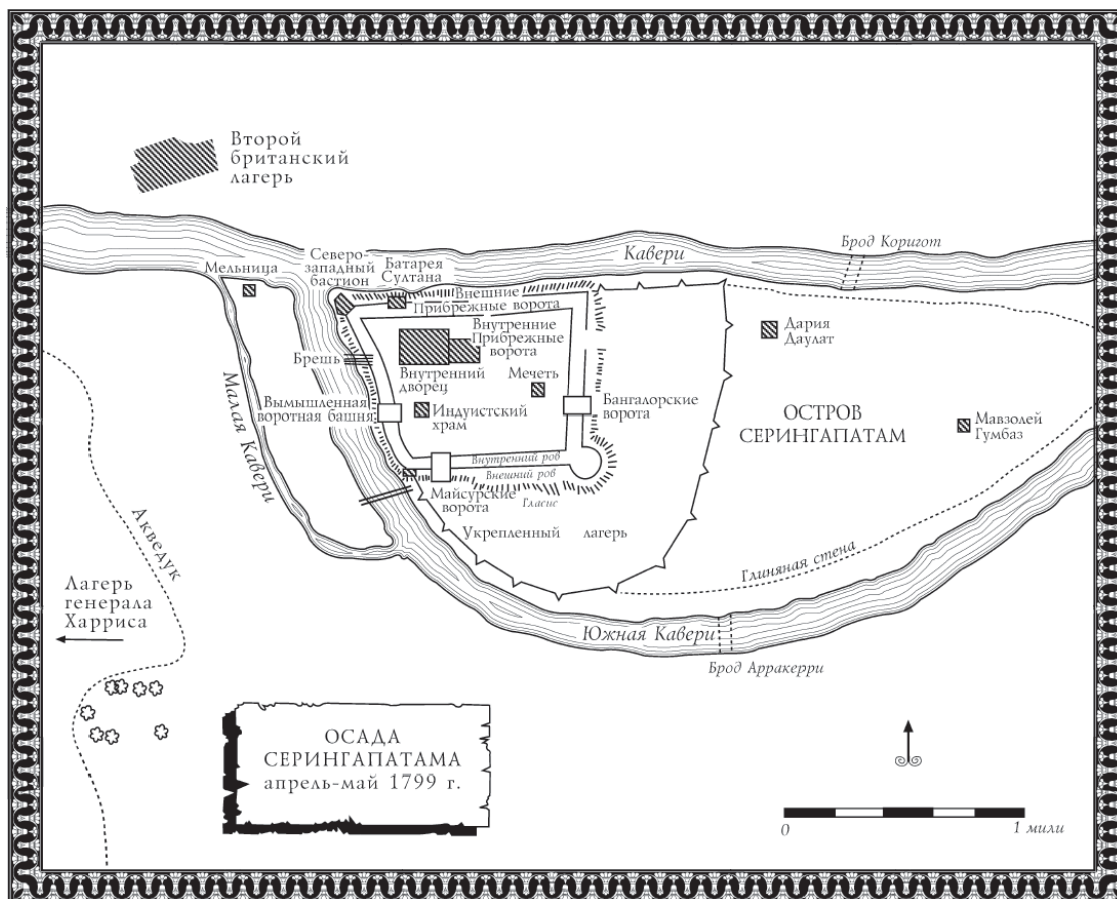 Второй
британский
лагерь
Кавери
Брод Коригот
Мельница
Северо-
западный
бастион
Батарея
Султана
Внешние
Прибрежные ворота
Внутренние
Прибрежные
ворота
Дария
Даулат
Брешь
Внутренний
дворец
Мечеть
Малая Кавери
Вымышленная
воротная башня
Индуистский
храм
Бангалорские
ворота
ОСТРОВ
СЕРИНГАПАТАМ
Мавзолей
Гумбаз
Внутренний ров
Внешний ров
Майсурские
ворота
Гласис
Укрепленный лагерь
Акведук
Глиняная стена
Лагерь
генерала
Харриса
Южная Кавери
Брод Арракерри
ОСАДА
СЕРИНГАПАТАМА
апрель-май 1799 г.
0
1 мили